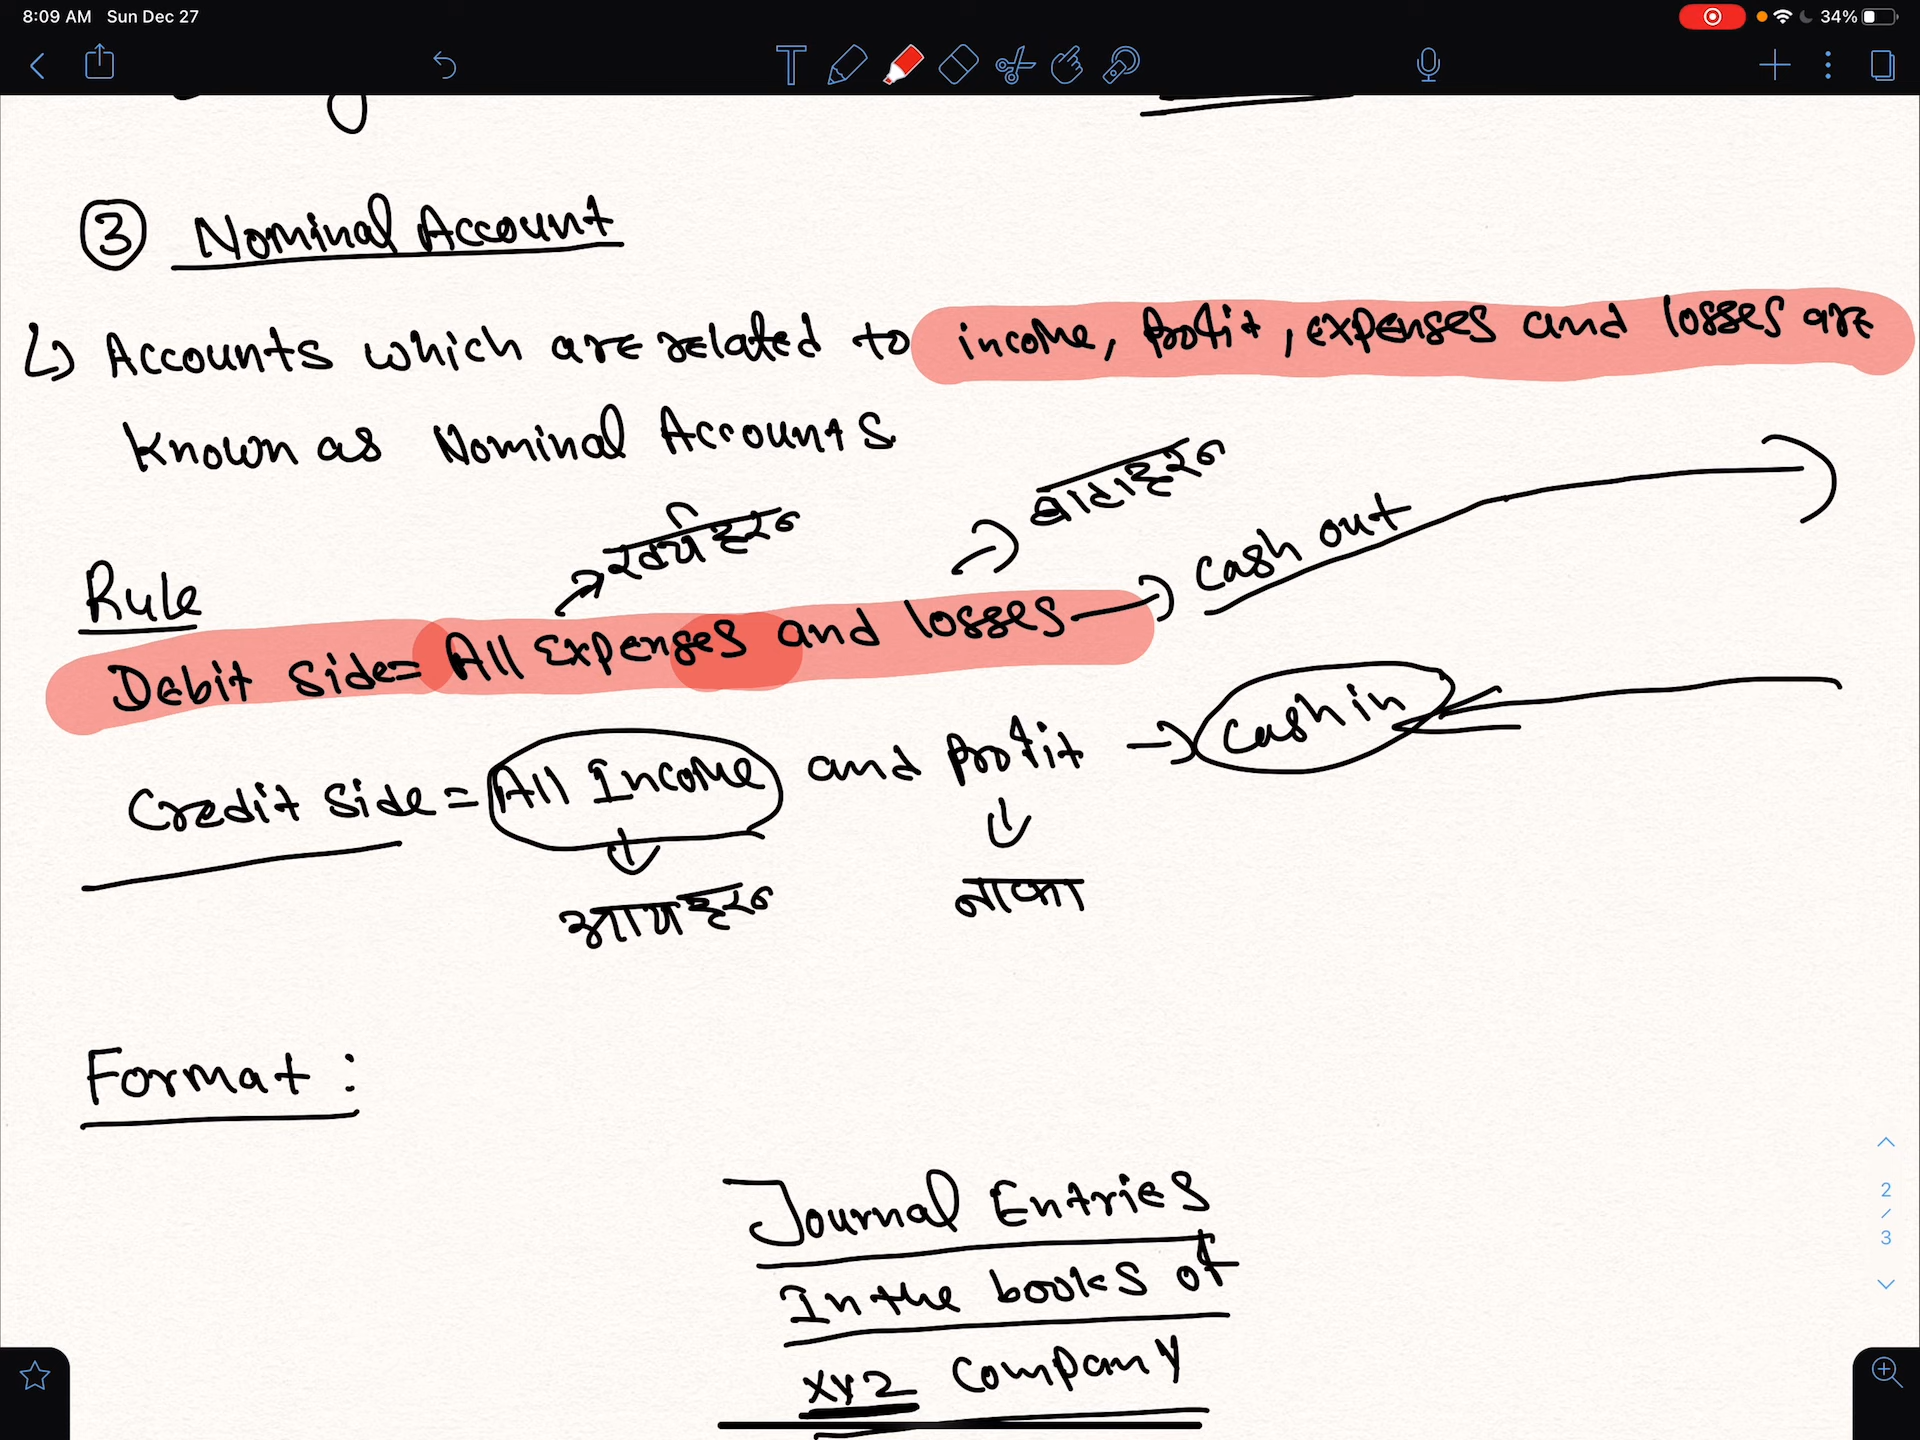 8:09 AM Sun Dec 27
34%
③ Nominal Account
↳ Accounts which are related to income, Profit, expenses and losses are
known as Nominal Accounts
Rule
Debit side = All Expenses and losses → cash out
Credit side = All Income and Profit → cash in
आयहरु
नाफा
Format :
Journal Entries
In the books of
XYZ Company
2
3